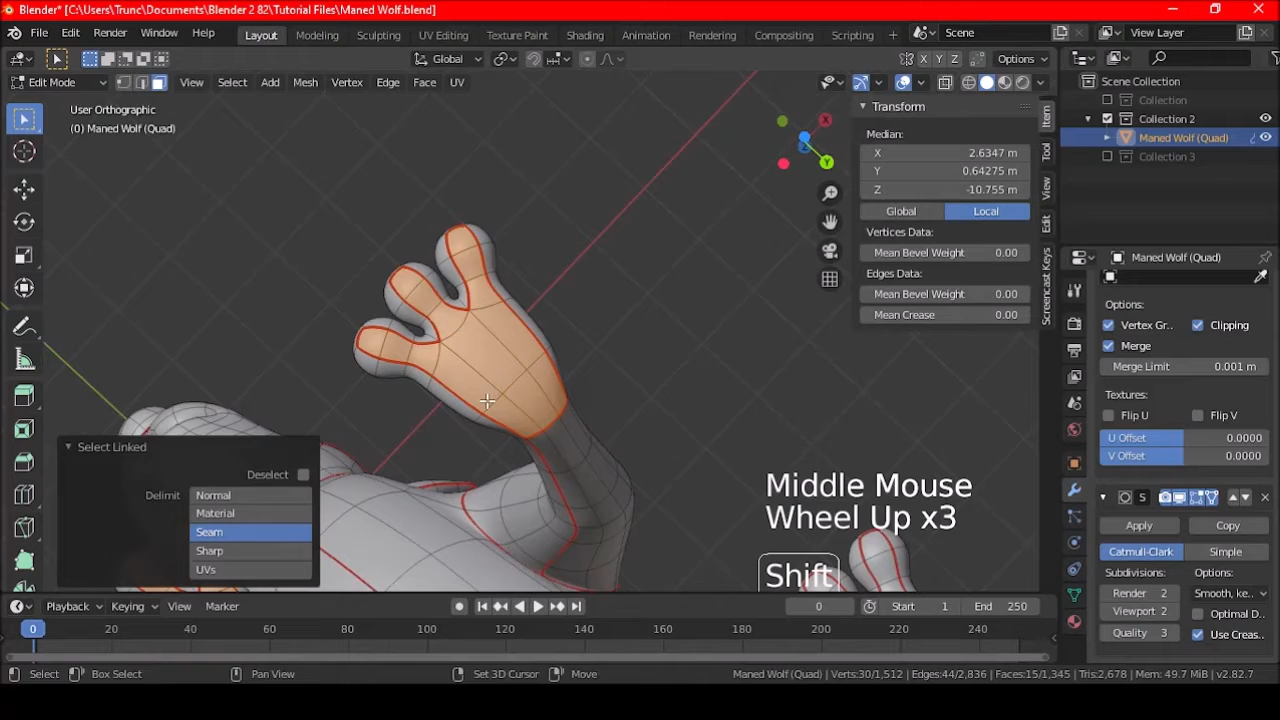 Blender* [C:\Users\Trunc\Documents\Blender 2 82\Tutorial Files\Maned Wolf.blend]
File Edit Render Window Help Layout Modeling Sculpting UV Editing Texture Paint Shading Animation Rendering Compositing Scripting Scene View Layer
Global X Y Z Options
Edit Mode View Select Add Mesh Vertex Edge Face UV
Scene Collection
Collection
Collection 2
Maned Wolf (Quad)
Collection 3
User Orthographic
(0) Maned Wolf (Quad)
Transform
Median:
X 2.6347 m
Y 0.64275 m
Z -10.755 m
Global Local
Vertices Data:
Mean Bevel Weight 0.00
Edges Data:
Mean Bevel Weight 0.00
Mean Crease 0.00
Item
Tool
View
Edit
Screencast Keys
X
Y
Maned Wolf (Quad)
Options:
Vertex Gr... Clipping
Merge
Merge Limit 0.001 m
Textures:
Flip U Flip V
U Offset 0.0000
V Offset 0.0000
S
Apply Copy
Catmull-Clark Simple
Subdivisions: Options:
Render 2 Smooth, ke...
Viewport 2 Optimal D...
Quality 3 Use Creas...
Select Linked
Deselect
Delimit Normal
Material
Seam
Sharp
UVs
Middle Mouse
Wheel Up x3
Shift
Playback Keying View Marker 0 Start 1 End 250
0 20 40 60 80 100 120 140 160 180 200 220 240
Select Box Select Pan View Set 3D Cursor Move Maned Wolf (Quad) | Verts:30/1,512 | Edges:44/2,836 | Faces:15/1,345 | Tris:2,678 | Mem: 49.7 MiB | v2.82.7